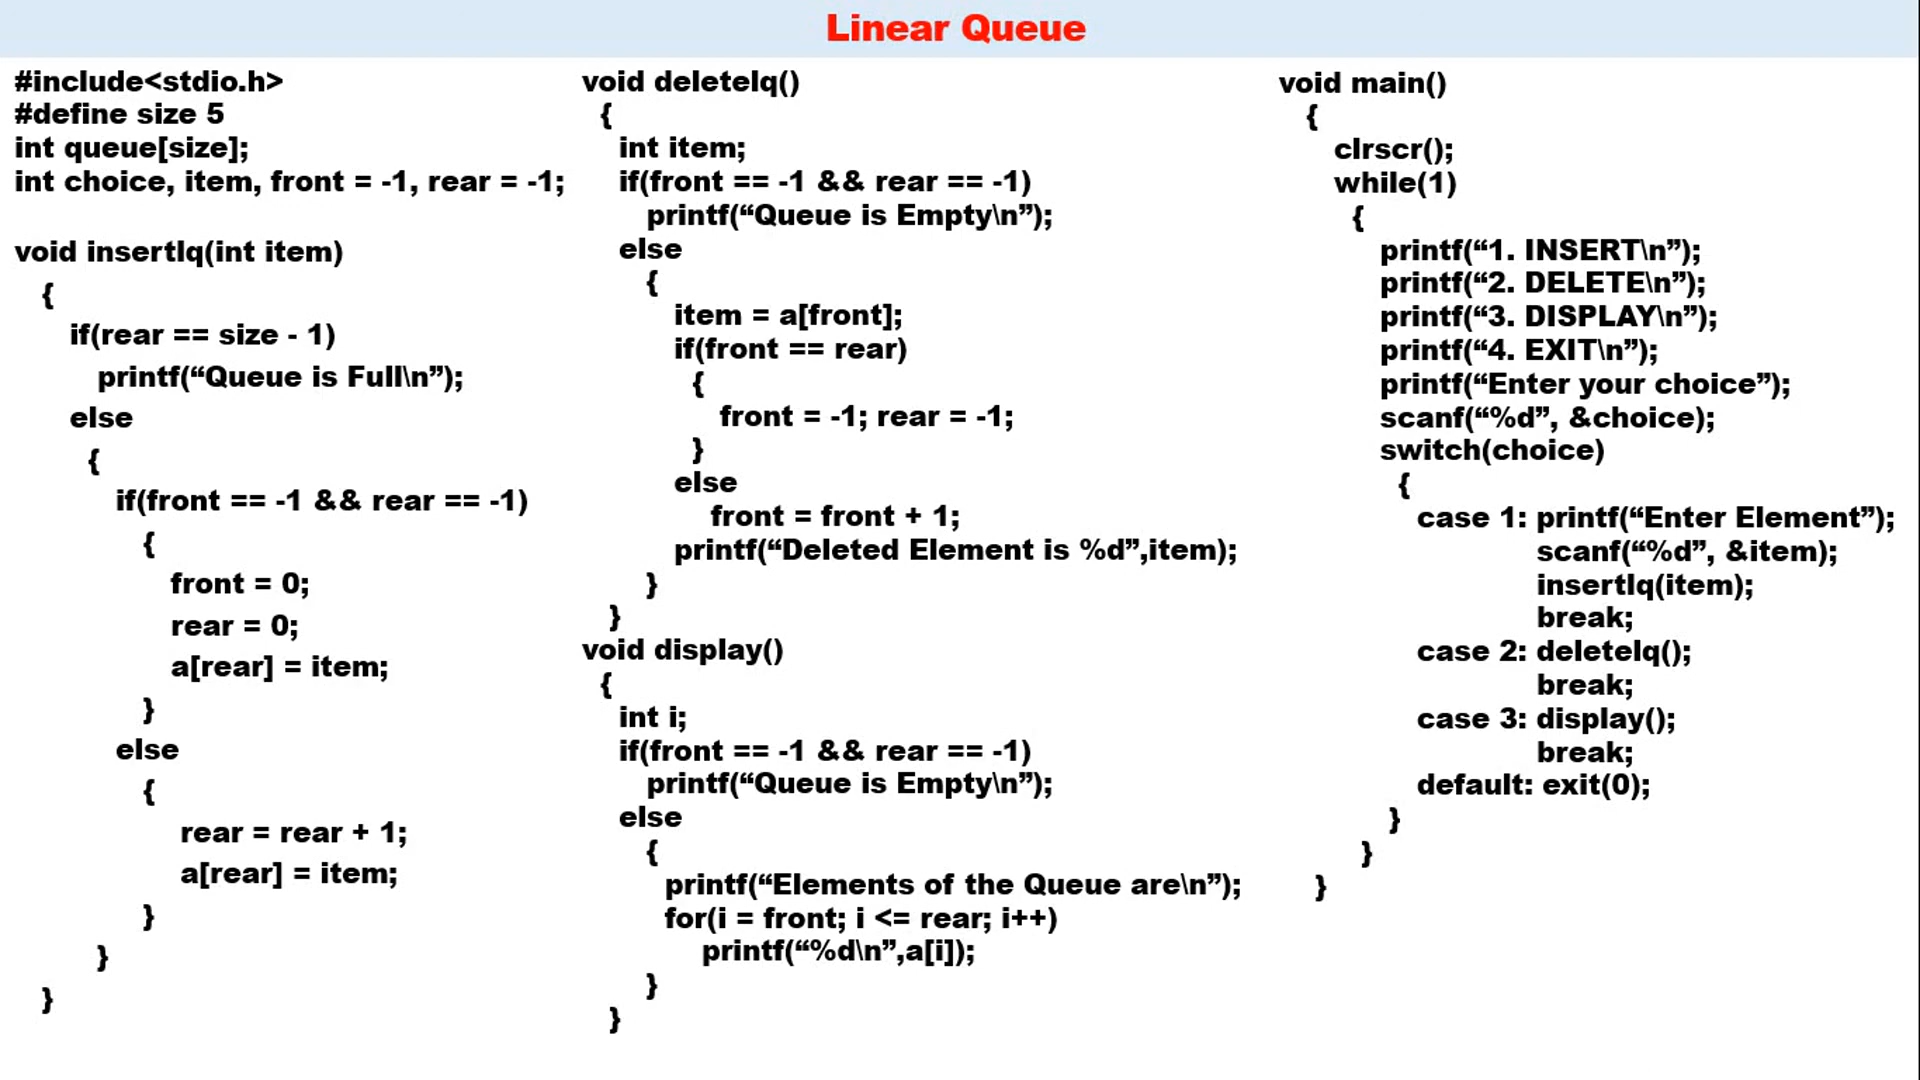 Linear Queue
#include<stdio.h>
#define size 5
int queue[size];
int choice, item, front = -1, rear = -1;
void insertlq(int item)
{
if(rear == size - 1)
printf(“Queue is Full\n”);
else
{
if(front == -1 && rear == -1)
{
front = 0;
rear = 0;
a[rear] = item;
}
else
{
rear = rear + 1;
a[rear] = item;
}
}
}
void deletelq()
{
int item;
if(front == -1 && rear == -1)
printf(“Queue is Empty\n”);
else
{
item = a[front];
if(front == rear)
{
front = -1; rear = -1;
}
else
front = front + 1;
printf(“Deleted Element is %d”,item);
}
}
void display()
{
int i;
if(front == -1 && rear == -1)
printf(“Queue is Empty\n”);
else
{
printf(“Elements of the Queue are\n”);
for(i = front; i <= rear; i++)
printf(“%d\n”,a[i]);
}
}
void main()
{
clrscr();
while(1)
{
printf(“1. INSERT\n”);
printf(“2. DELETE\n”);
printf(“3. DISPLAY\n”);
printf(“4. EXIT\n”);
printf(“Enter your choice”);
scanf(“%d”, &choice);
switch(choice)
{
case 1: printf(“Enter Element”);
scanf(“%d”, &item);
insertlq(item);
break;
case 2: deletelq();
break;
case 3: display();
break;
default: exit(0);
}
}
}